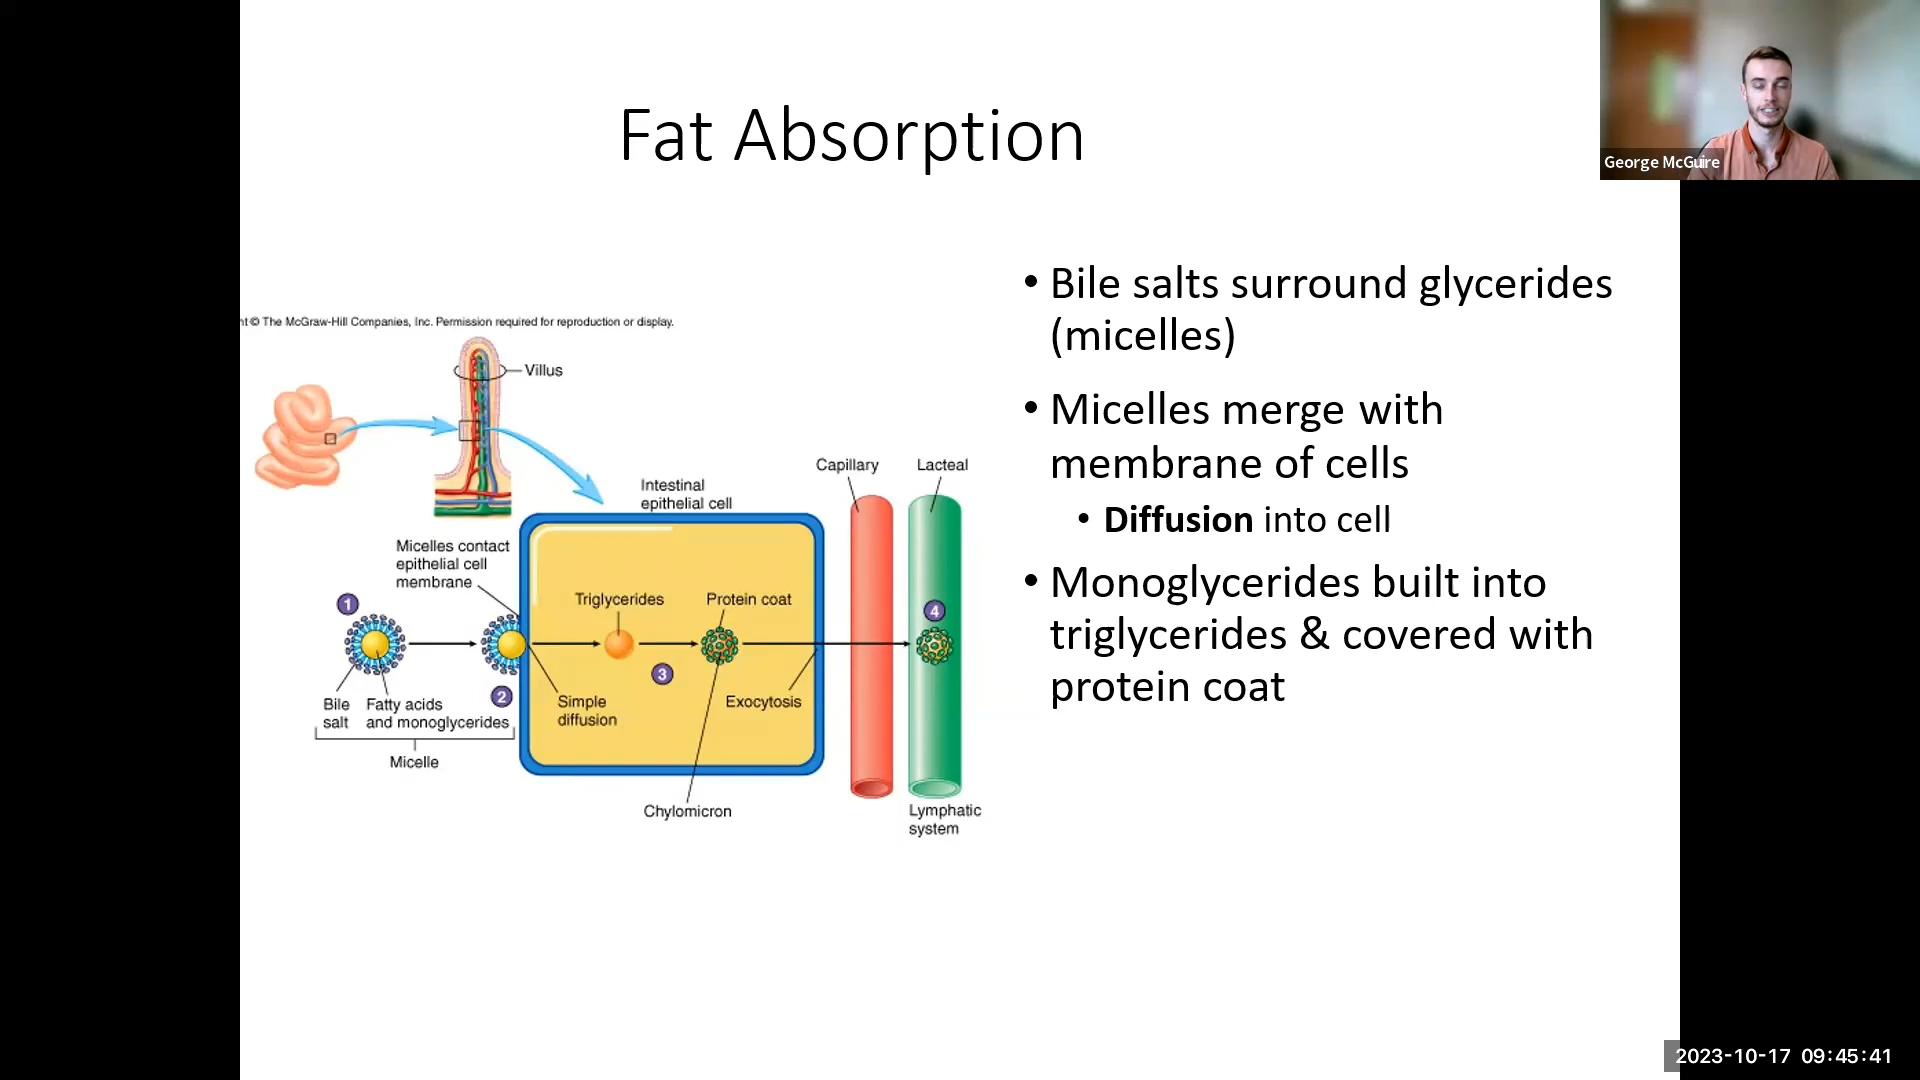 Fat Absorption
George McGuire
• Bile salts surround glycerides
(micelles)
• Micelles merge with
membrane of cells
• Diffusion into cell
• Monoglycerides built into
triglycerides & covered with
protein coat
nt © The McGraw-Hill Companies, Inc. Permission required for reproduction or display.
Villus
Capillary
Lacteal
Intestinal
epithelial cell
Micelles contact
epithelial cell
membrane
1
Triglycerides
Protein coat
4
3
2
Bile
salt
Fatty acids
and monoglycerides
Simple
diffusion
Exocytosis
Micelle
Chylomicron
Lymphatic
system
2023-10-17 09:45:41